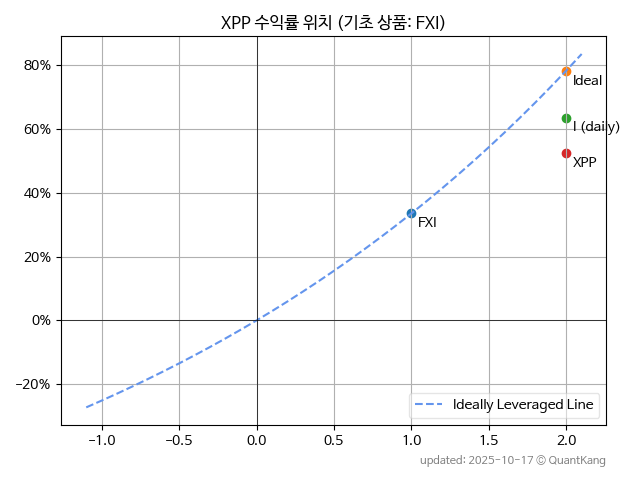 XPP 수익률 위치 (기초 상품: FXI)
80%
Ideal
I (daily)
60%
XPP
40%
FXI
20%
0%
−20%
Ideally Leveraged Line
−1.0 −0.5 0.0 0.5 1.0 1.5 2.0
updated: 2025-10-17 © QuantKang